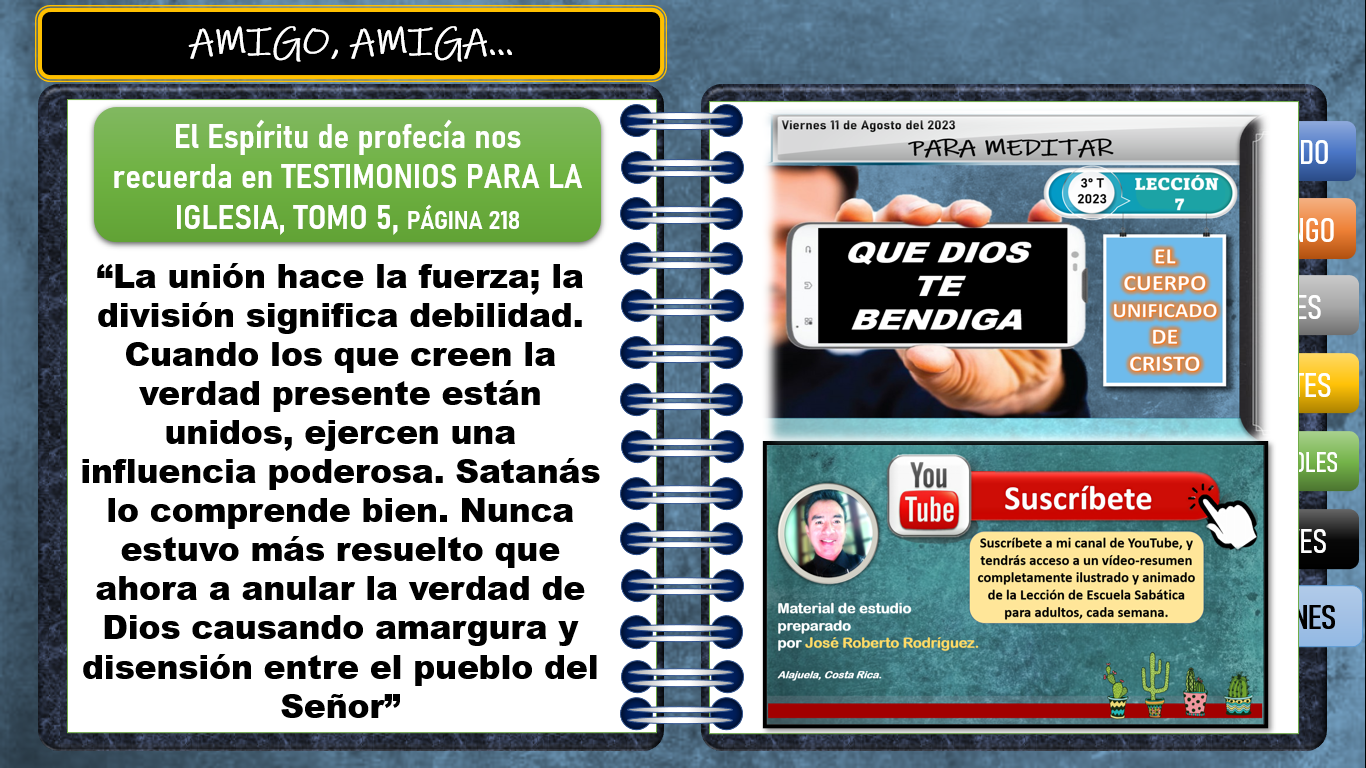 AMIGO, AMIGA...
El Espíritu de profecía nos
recuerda en TESTIMONIOS PARA LA
IGLESIA, TOMO 5, PÁGINA 218
“La unión hace la fuerza; la
división significa debilidad.
Cuando los que creen la
verdad presente están
unidos, ejercen una
influencia poderosa. Satanás
lo comprende bien. Nunca
estuvo más resuelto que
ahora a anular la verdad de
Dios causando amargura y
disensión entre el pueblo del
Señor”
Viernes 11 de Agosto del 2023
PARA MEDITAR
3° T
2023
LECCIÓN
7
QUE DIOS
TE
BENDIGA
EL
CUERPO
UNIFICADO
DE
CRISTO
You
Tube
Suscríbete
Suscríbete a mi canal de YouTube, y
tendrás acceso a un vídeo-resumen
completamente ilustrado y animado
de la Lección de Escuela Sabática
para adultos, cada semana.
Material de estudio
preparado
por José Roberto Rodríguez.
Alajuela, Costa Rica.
DO
NGO
ES
TES
OLES
ES
NES